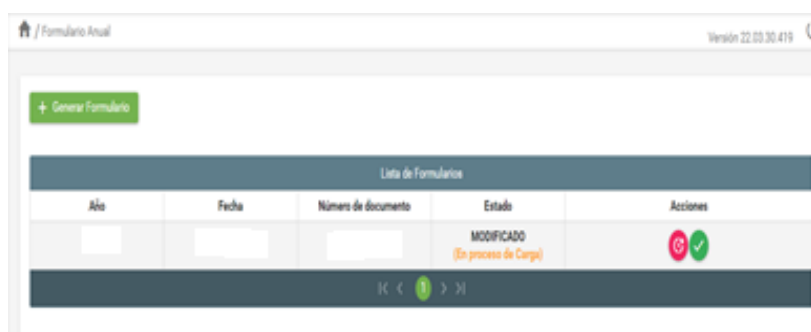 / Formulario Anual
Versión 22.03.30.419
+ Generar Formulario
Lista de Formularios
Año Fecha Número de documento Estado Acciones
MODIFICADO
(En proceso de Carga)
1